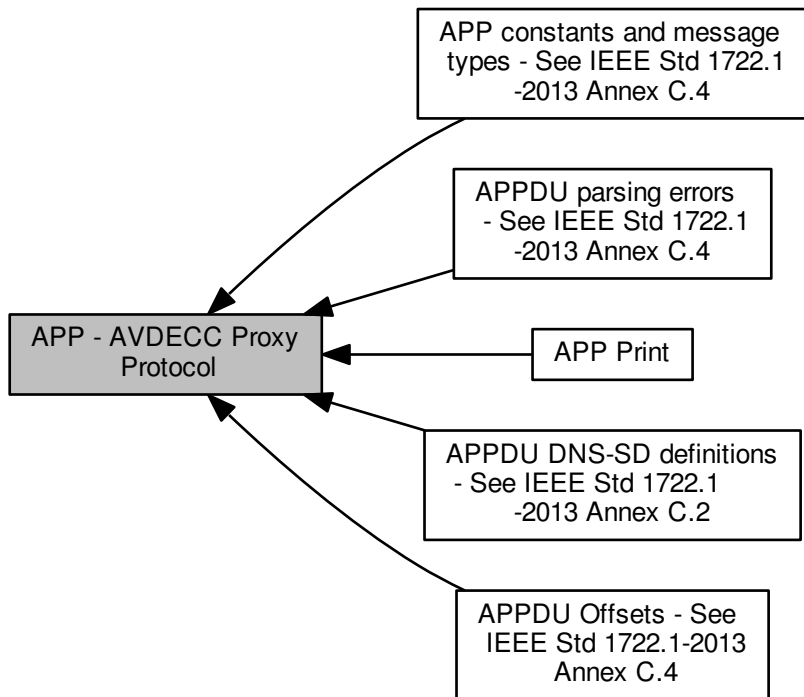 APP constants and message
types - See IEEE Std 1722.1
-2013 Annex C.4
APPDU parsing errors
- See IEEE Std 1722.1
-2013 Annex C.4
APP - AVDECC Proxy
Protocol
APP Print
APPDU DNS-SD definitions
- See IEEE Std 1722.1
-2013 Annex C.2
APPDU Offsets - See
IEEE Std 1722.1-2013
Annex C.4